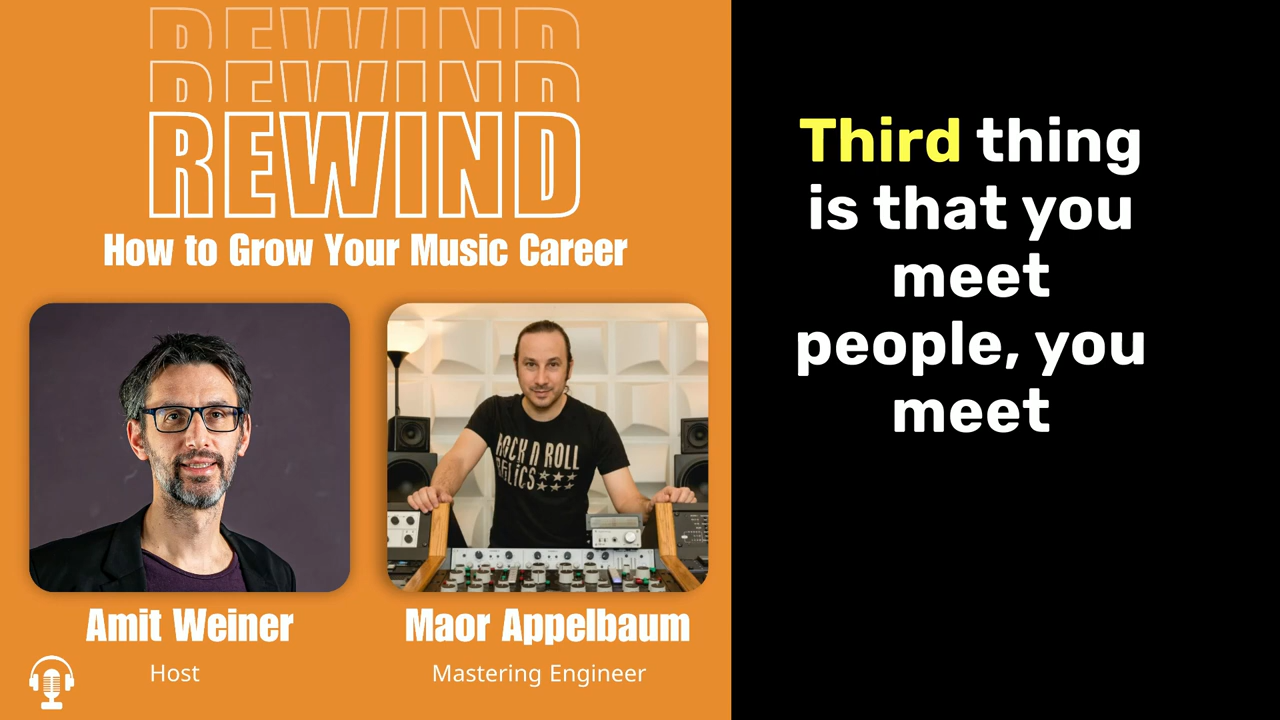 REWIND
REWIND
REWIND
How to Grow Your Music Career
ROCK N ROLL
RELICS
Amit Weiner
Host
Maor Appelbaum
Mastering Engineer
Third thing
is that you
meet
people, you
meet